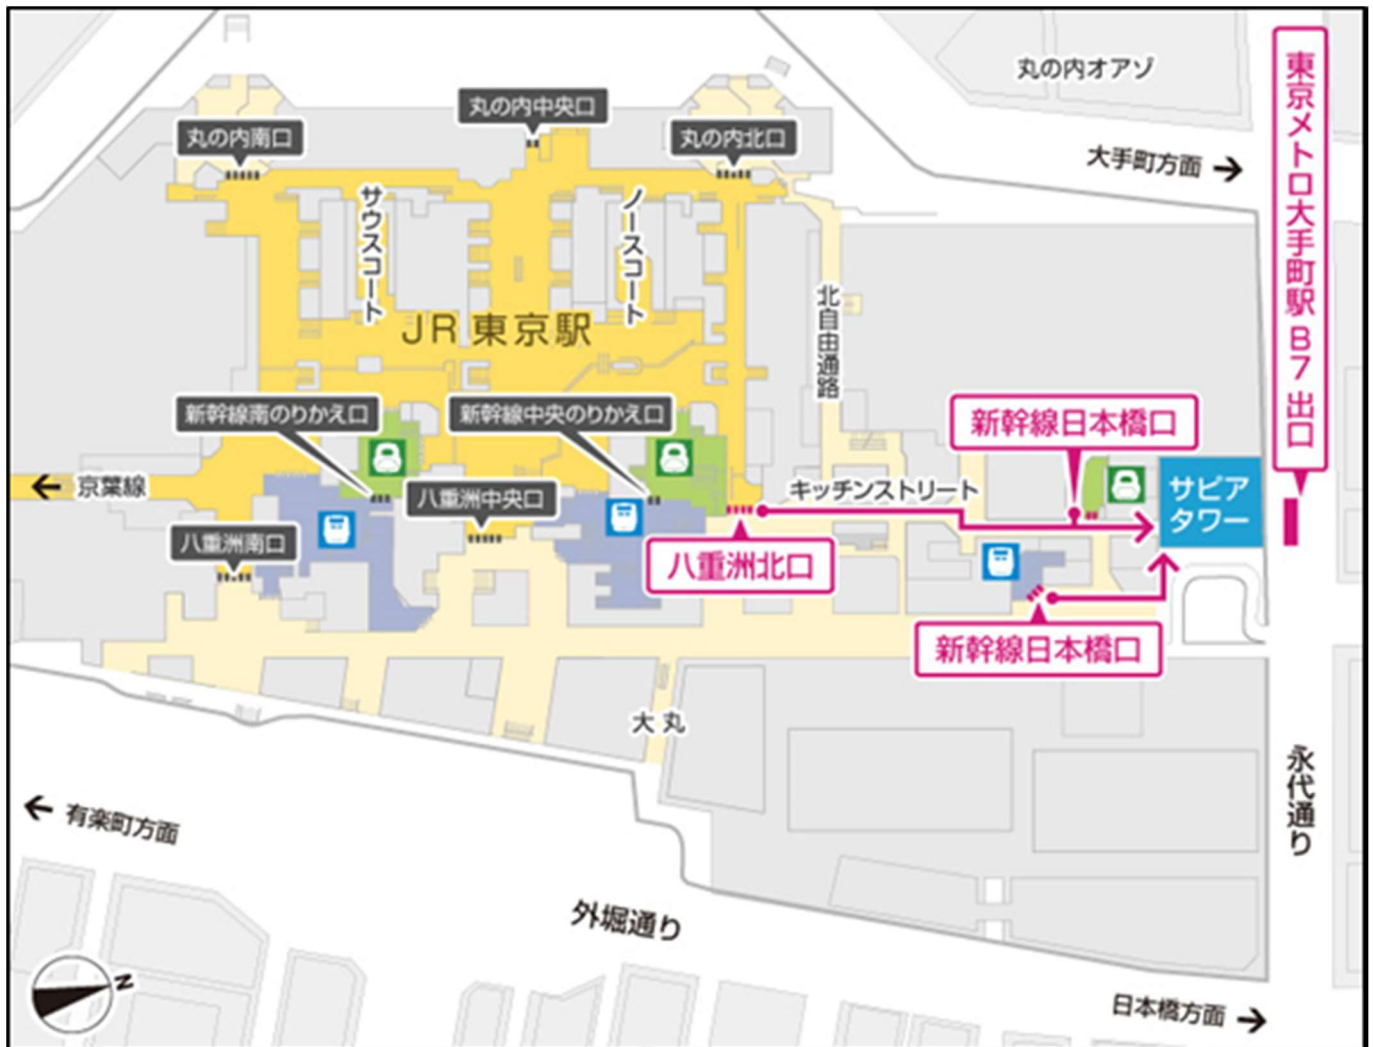 丸の内オアゾ
丸の内中央口
丸の内南口
丸の内北口
大手町方面
東京メトロ大手町駅 B7 出口
サウスコート
ノースコート
北自由通路
JR 東京駅
新幹線南のりかえ口
新幹線中央のりかえ口
新幹線日本橋口
京葉線
八重洲中央口
キッチンストリート
サピア
タワー
八重洲南口
八重洲北口
新幹線日本橋口
大丸
永代通り
有楽町方面
外堀通り
日本橋方面
N